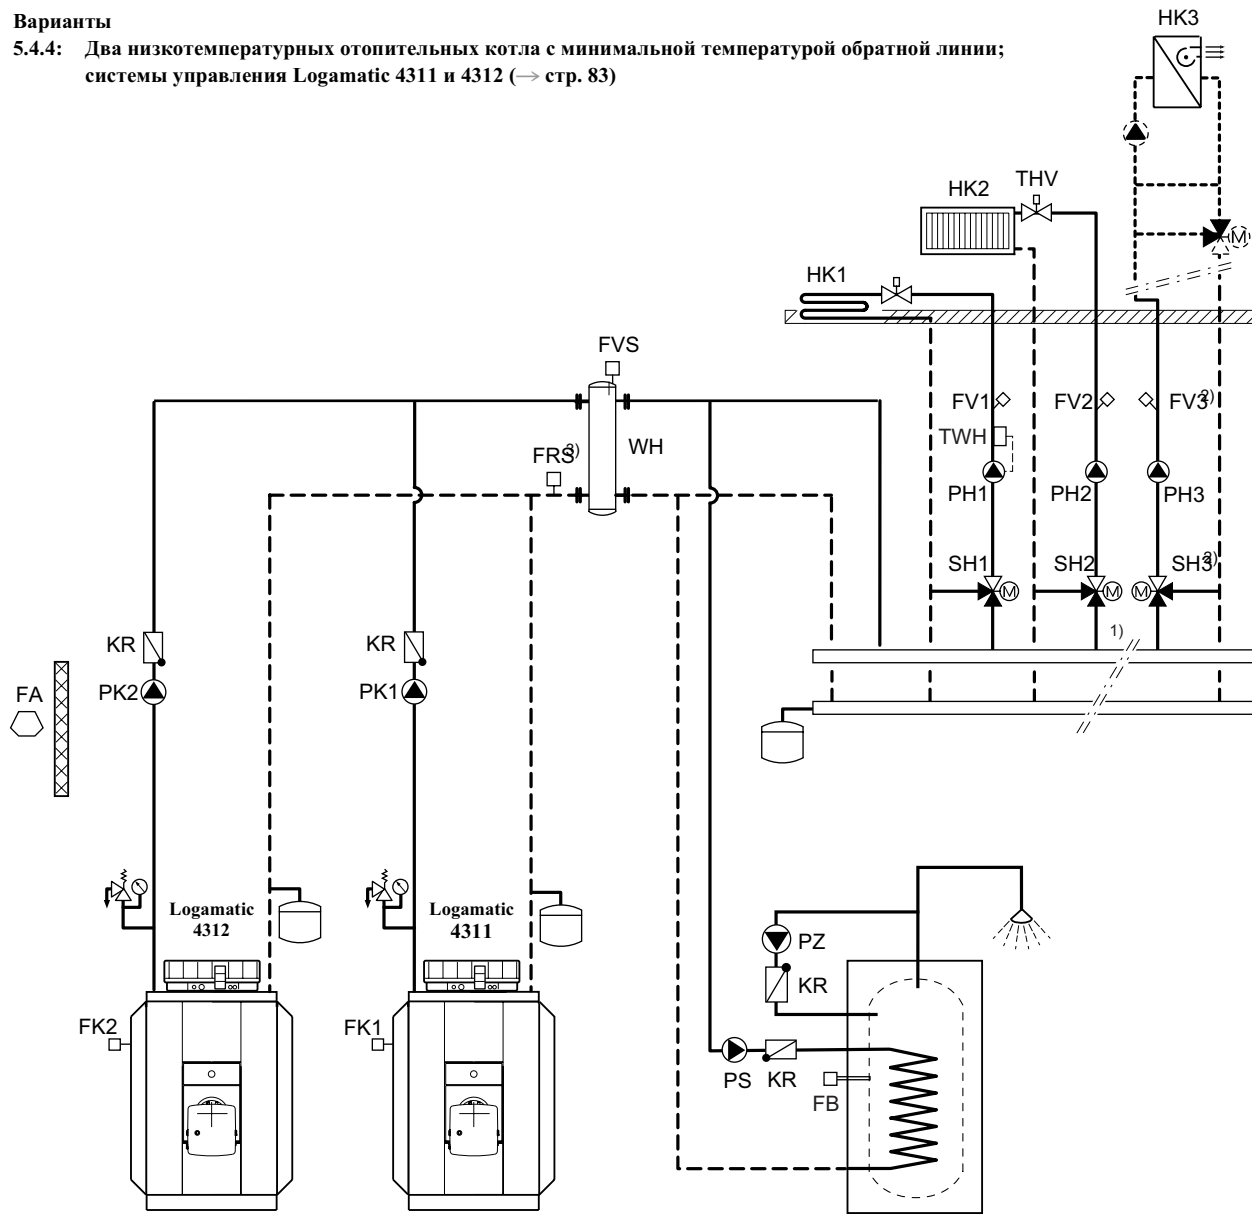 Варианты
5.4.4: Два низкотемпературных отопительных котла с минимальной температурой обратной линии;
системы управления Logamatic 4311 и 4312 (→ стр. 83)
HK3
THV
HK2
M
HK1
FVS
FV1
FV2
FV3 2)
TWH
WH
FRS 3)
PH1
PH2
PH3
SH1
SH2
SH3 2)
M
M
M
1)
KR
KR
FA
PK2
PK1
Logamatic
4312
Logamatic
4311
PZ
KR
FK2
FK1
PS
KR
FB